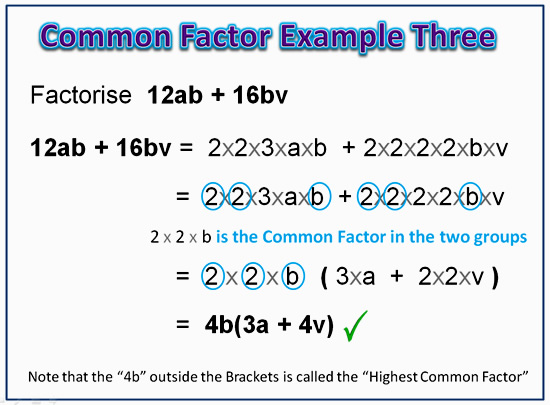 Common Factor Example Three
Factorise 12ab + 16bv
12ab + 16bv = 2x2x3xaxb + 2x2x2x2xbxv
= 2x2x3xaxb + 2x2x2x2xbxv
2 x 2 x b is the Common Factor in the two groups
= 2x2xb ( 3xa + 2x2xv )
= 4b(3a + 4v) ✓
Note that the “4b” outside the Brackets is called the “Highest Common Factor”